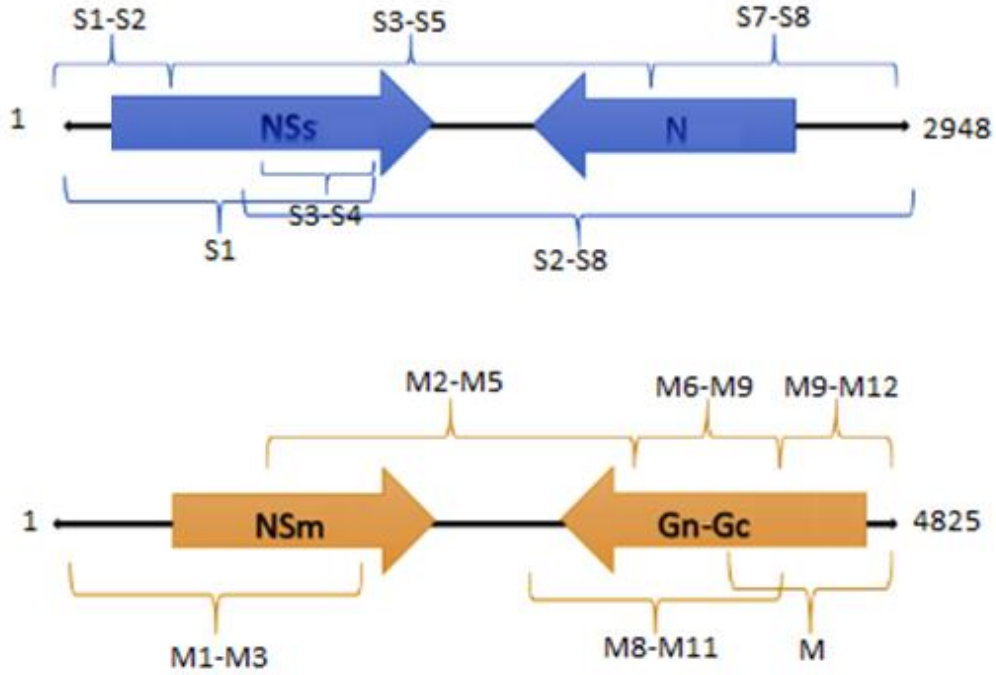 S1-S2
S3-S5
S7-S8
1
NSs
N
2948
S3-S4
S1
S2-S8
M2-M5
M6-M9
M9-M12
1
NSm
Gn-Gc
4825
M1-M3
M8-M11
M